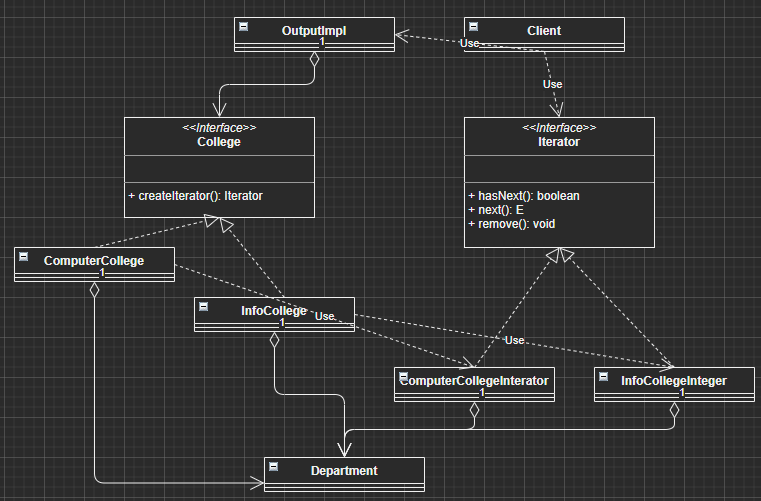 OutputImpl
1
Client
Use
Use
<<Interface>>
College
+ createIterator(): Iterator
<<Interface>>
Iterator
+ hasNext(): boolean
+ next(): E
+ remove(): void
ComputerCollege
1
InfoCollege
1
Use
Use
ComputerCollegeInterator
1
InfoCollegeInteger
1
Department